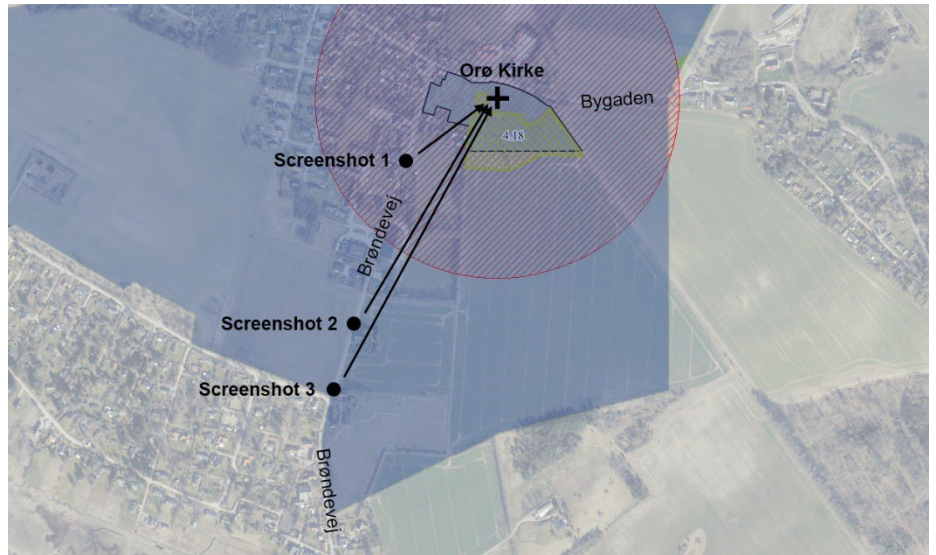 Orø Kirke
Bygaden
4.18
Screenshot 1
Brøndevej
Screenshot 2
Screenshot 3
Brøndevej